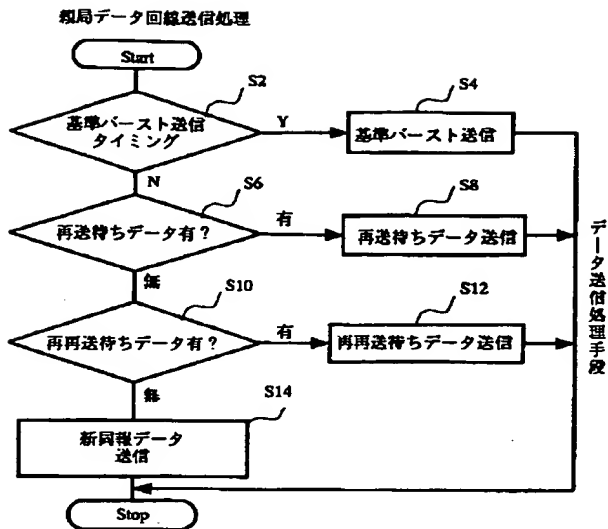 親局データ回線送信処理
Start
S2
基準バースト送信
タイミング
Y
S4
基準バースト送信
N
S6
再送待ちデータ有?
有
S8
再送待ちデータ送信
無
S10
再再送待ちデータ有?
有
S12
再再送待ちデータ送信
無
S14
新同報データ
送信
Stop
データ送信処理手段